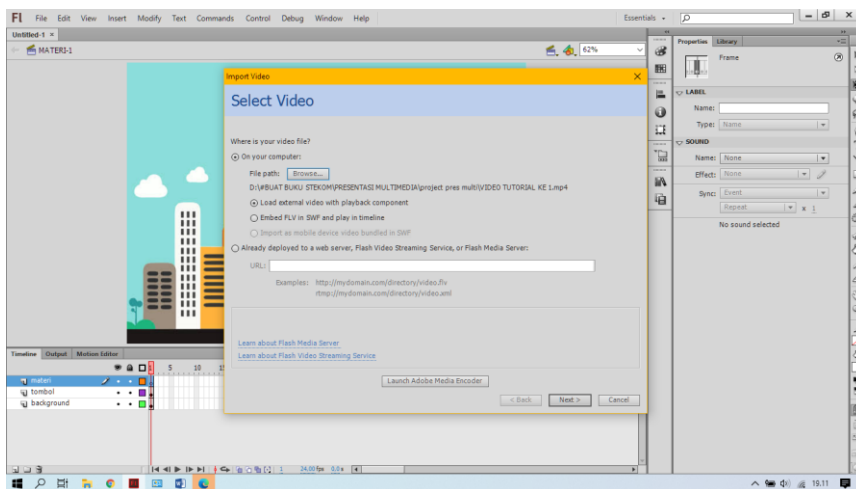 Fl File Edit View Insert Modify Text Commands Control Debug Window Help Essentials
Untitled-1 ×
MATERI-1 62%
Properties Library
Frame
LABEL
Name:
Type: Name
SOUND
Name: None
Effect: None
Sync: Event
Repeat x 1
No sound selected
Import Video
Select Video
Where is your video file?
On your computer:
File path: Browse...
D:\#BUAT BUKU STEKOM\PRESENTASI MULTIMEDIA\project pres multi\VIDEO TUTORIAL KE 1.mp4
Load external video with playback component
Embed FLV in SWF and play in timeline
Import as mobile device video bundled in SWF
Already deployed to a web server, Flash Video Streaming Service, or Flash Media Server:
URL:
Examples: http://mydomain.com/directory/video.flv
rtmp://mydomain.com/directory/video.xml
Learn about Flash Media Server
Learn about Flash Video Streaming Service
Launch Adobe Media Encoder
< Back Next > Cancel
Timeline Output Motion Editor
1 5 10
materi
tombol
background
1 24,00 fps 0,0 s
19.11